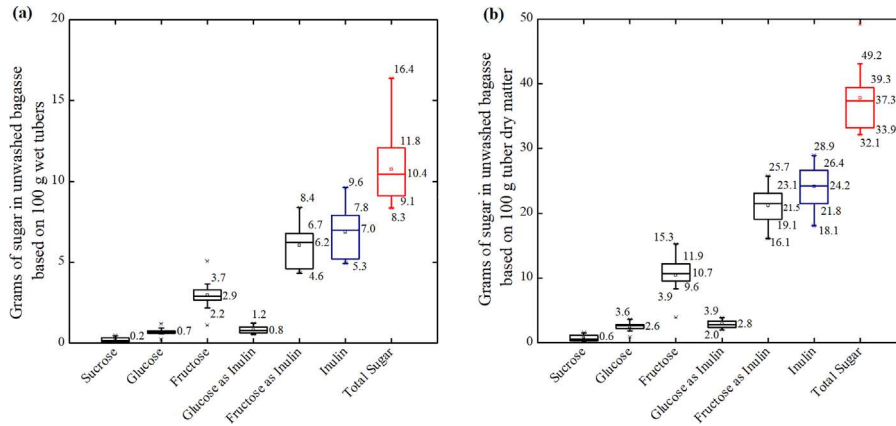 (a)
Grams of sugar in unwashed bagasse
based on 100 g wet tubers
20
15
10
5
0
0.2
0.7
3.7
2.9
2.2
1.2
0.8
8.4
6.7
6.2
4.6
9.6
7.8
7.0
5.3
16.4
11.8
10.4
9.1
8.3
Sucrose
Glucose
Fructose
Glucose as Inulin
Fructose as Inulin
Inulin
Total Sugar
(b)
Grams of sugar in unwashed bagasse
based on 100 g tuber dry matter
50
40
30
20
10
0
0.6
3.6
2.6
15.3
11.9
10.7
9.6
3.9
3.9
2.8
2.0
25.7
23.1
21.5
19.1
16.1
28.9
26.4
24.2
21.8
18.1
49.2
39.3
37.3
33.9
32.1
Sucrose
Glucose
Fructose
Glucose as Inulin
Fructose as Inulin
Inulin
Total Sugar